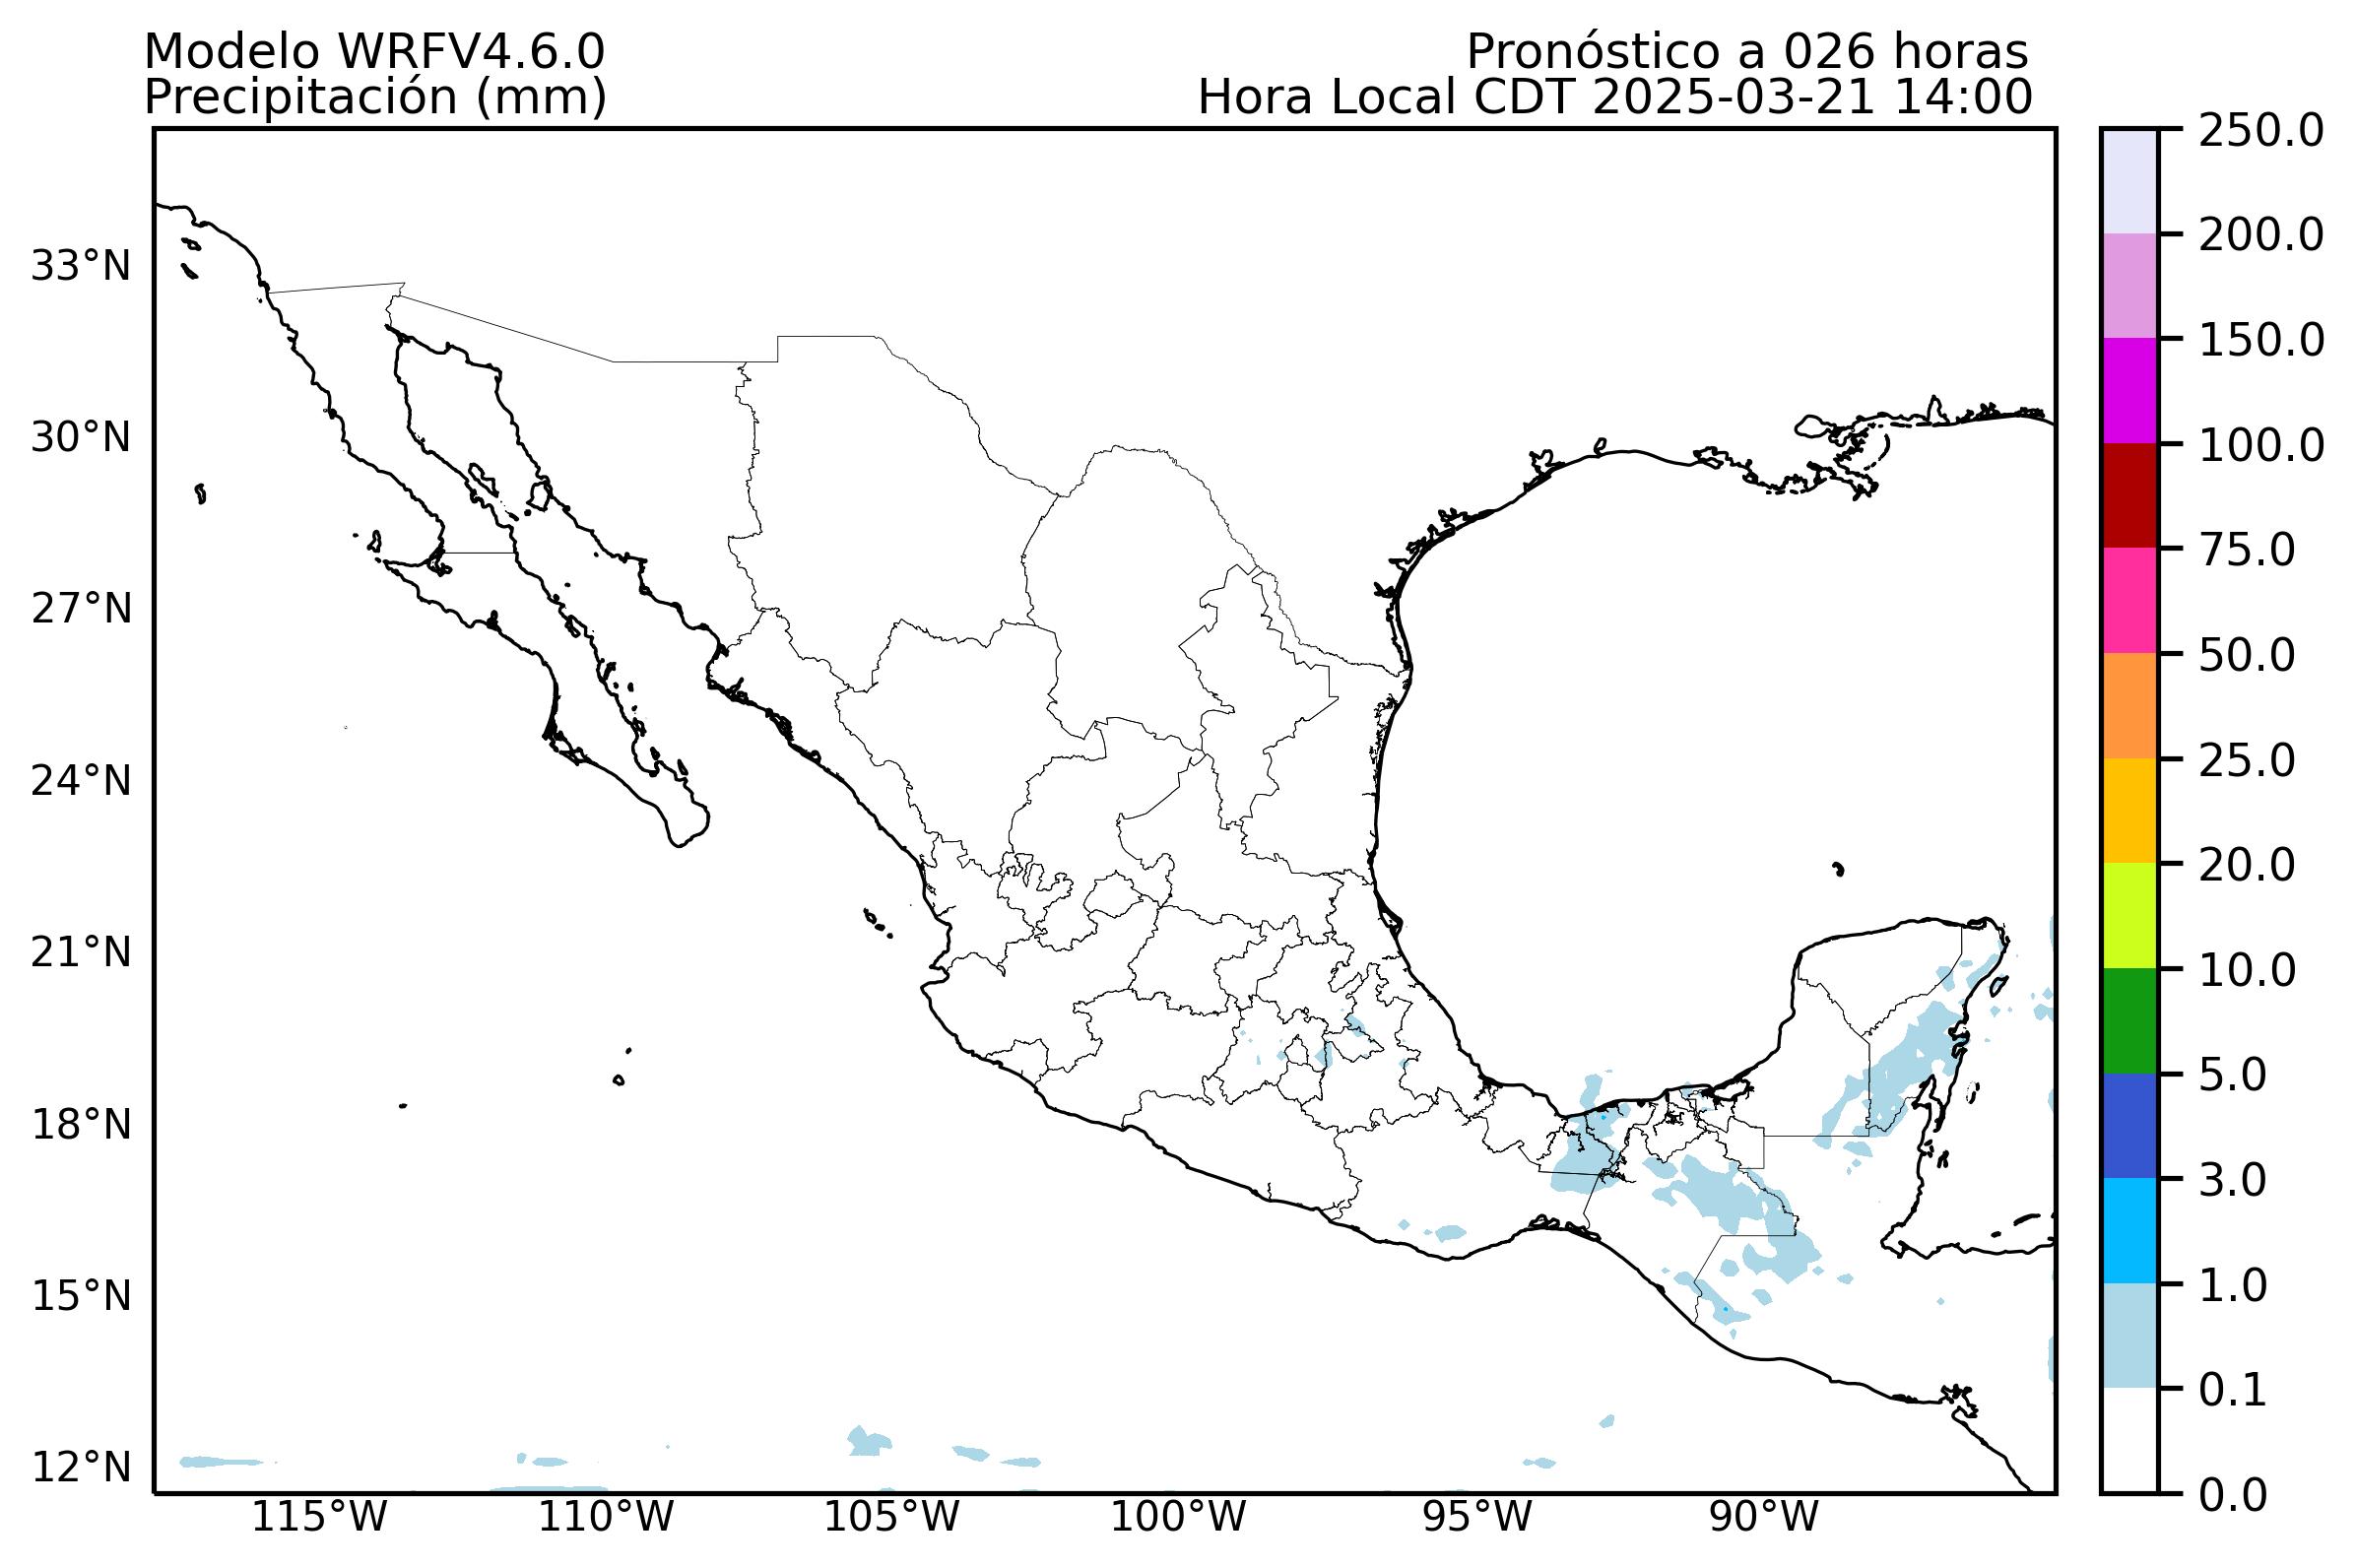 Modelo WRFV4.6.0
Pronóstico a 026 horas
Precipitación (mm)
Hora Local CDT 2025-03-21 14:00
33°N
30°N
27°N
24°N
21°N
18°N
15°N
12°N
115°W
110°W
105°W
100°W
95°W
90°W
250.0
200.0
150.0
100.0
75.0
50.0
25.0
20.0
10.0
5.0
3.0
1.0
0.1
0.0